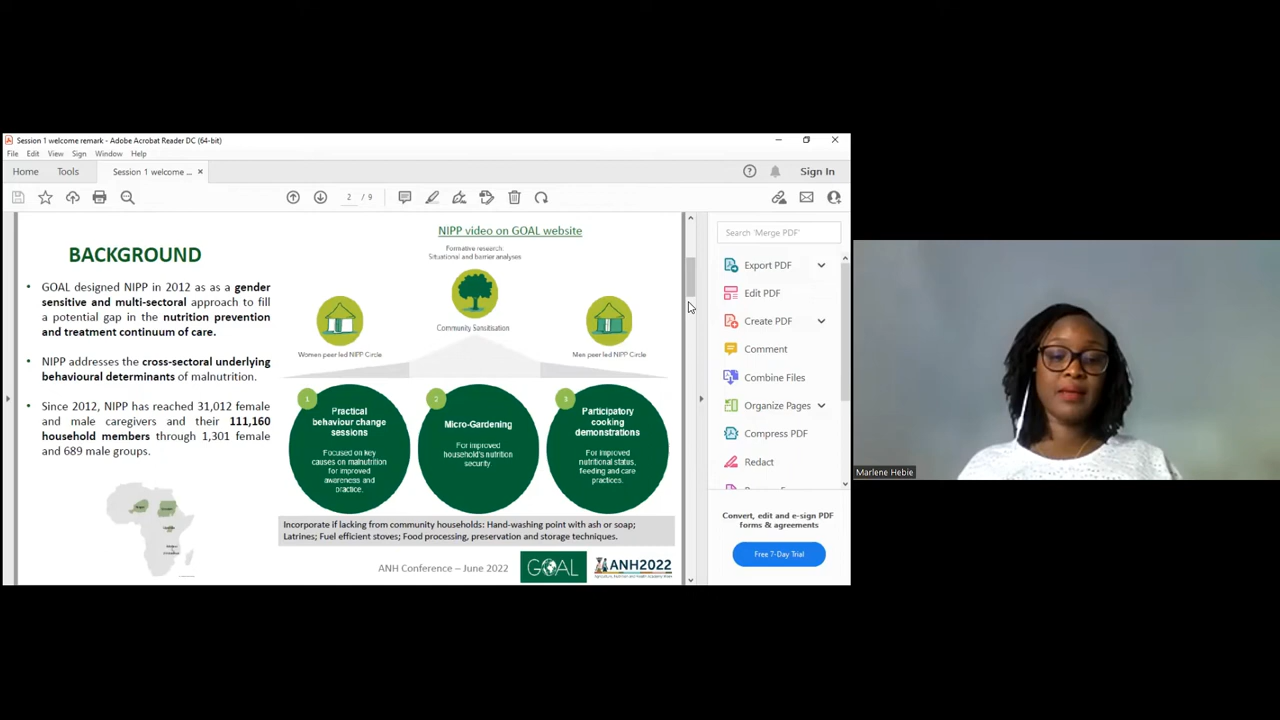 Session 1 welcome remark - Adobe Acrobat Reader DC (64-bit)
File Edit View Sign Window Help
Home Tools Session 1 welcome ... × Sign In
2 / 9
BACKGROUND
• GOAL designed NIPP in 2012 as as a gender
sensitive and multi-sectoral approach to fill
a potential gap in the nutrition prevention
and treatment continuum of care.
• NIPP addresses the cross-sectoral underlying
behavioural determinants of malnutrition.
• Since 2012, NIPP has reached 31,012 female
and male caregivers and their 111,160
household members through 1,301 female
and 689 male groups.
NIPP video on GOAL website
Formative research:
Situational and barrier analyses
Community Sensitisation
Women peer led NIPP Circle
Men peer led NIPP Circle
1
Practical
behaviour change
sessions
Focused on key
causes on malnutrition
for improved
awareness and
practice.
2
Micro-Gardening
For improved
household's nutrition
security
3
Participatory
cooking
demonstrations
For improved
nutritional status,
feeding and care
practices.
Incorporate if lacking from community households: Hand-washing point with ash or soap;
Latrines; Fuel efficient stoves; Food processing, preservation and storage techniques.
ANH Conference – June 2022
GOAL
ANH2022
Agriculture, Nutrition and Health Academy Week
Search 'Merge PDF'
Export PDF
Edit PDF
Create PDF
Comment
Combine Files
Organize Pages
Compress PDF
Redact
Convert, edit and e-sign PDF
forms & agreements
Free 7-Day Trial
Marlene Hebie